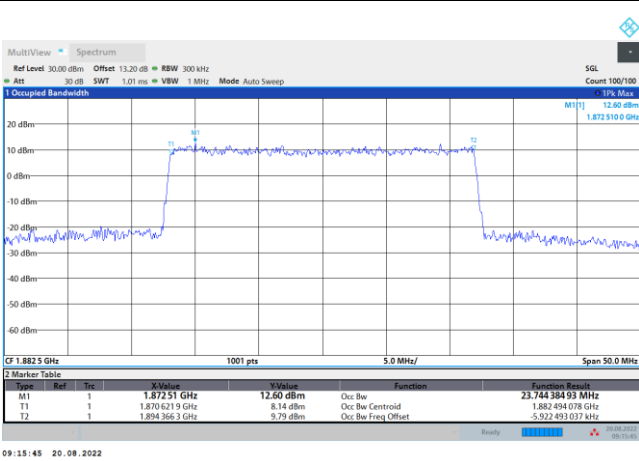 MultiView Spectrum
Ref Level 30.00 dBm Offset 13.20 dB RBW 300 kHz SGL
Att 30 dB SWT 1.01 ms VBW 1 MHz Mode Auto Sweep Count 100/100
1 Occupied Bandwidth 1Pk Max
M1[1] 12.60 dBm
1.872 510 0 GHz
20 dBm
M1
T1
T2
10 dBm
0 dBm
-10 dBm
-20 dBm
-30 dBm
-40 dBm
-50 dBm
-60 dBm
CF 1.882 5 GHz 1001 pts 5.0 MHz/ Span 50.0 MHz
2 Marker Table
Type Ref Trc X-Value Y-Value Function Function Result
M1 1 1.872 51 GHz 12.60 dBm Occ Bw 23.744 384 93 MHz
T1 1 1.870 621 9 GHz 8.14 dBm Occ Bw Centroid 1.882 494 078 GHz
T2 1 1.894 366 3 GHz 9.79 dBm Occ Bw Freq Offset -5.922 493 037 kHz
Ready 20.08.2022
09:15:45
09:15:45 20.08.2022